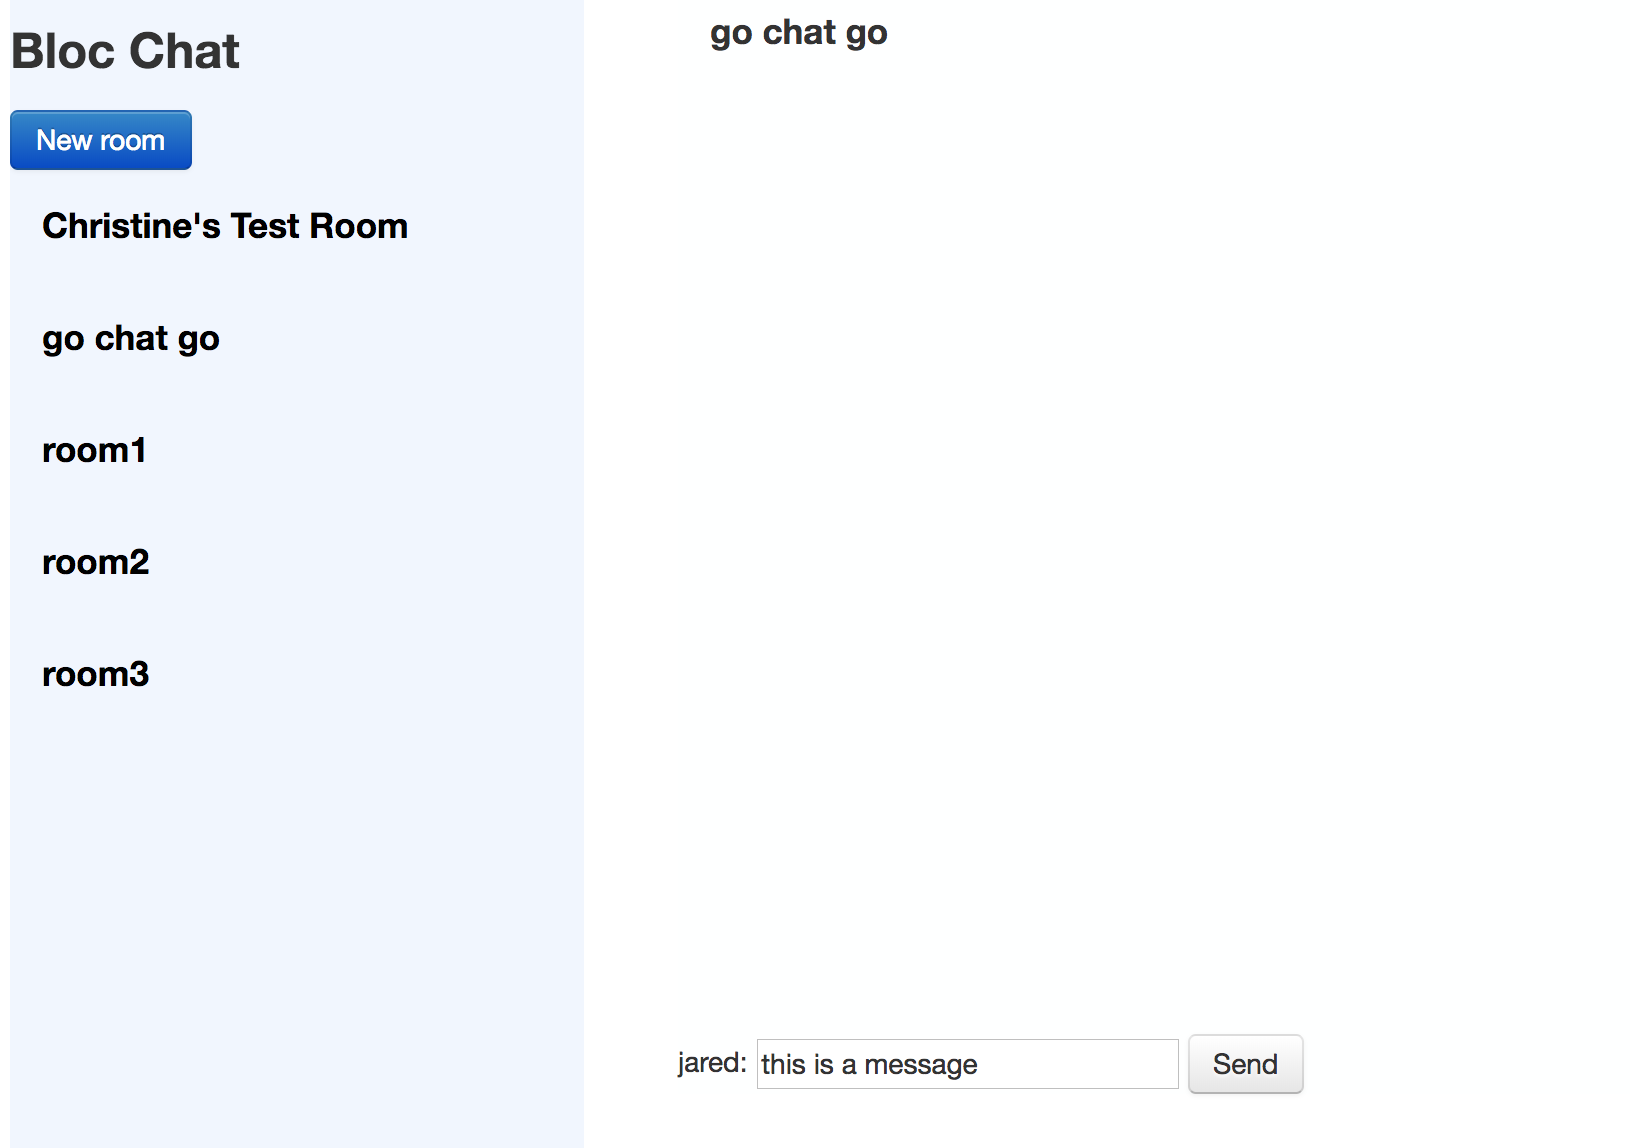 Bloc Chat
New room
Christine's Test Room
go chat go
room1
room2
room3
go chat go
jared: this is a message Send